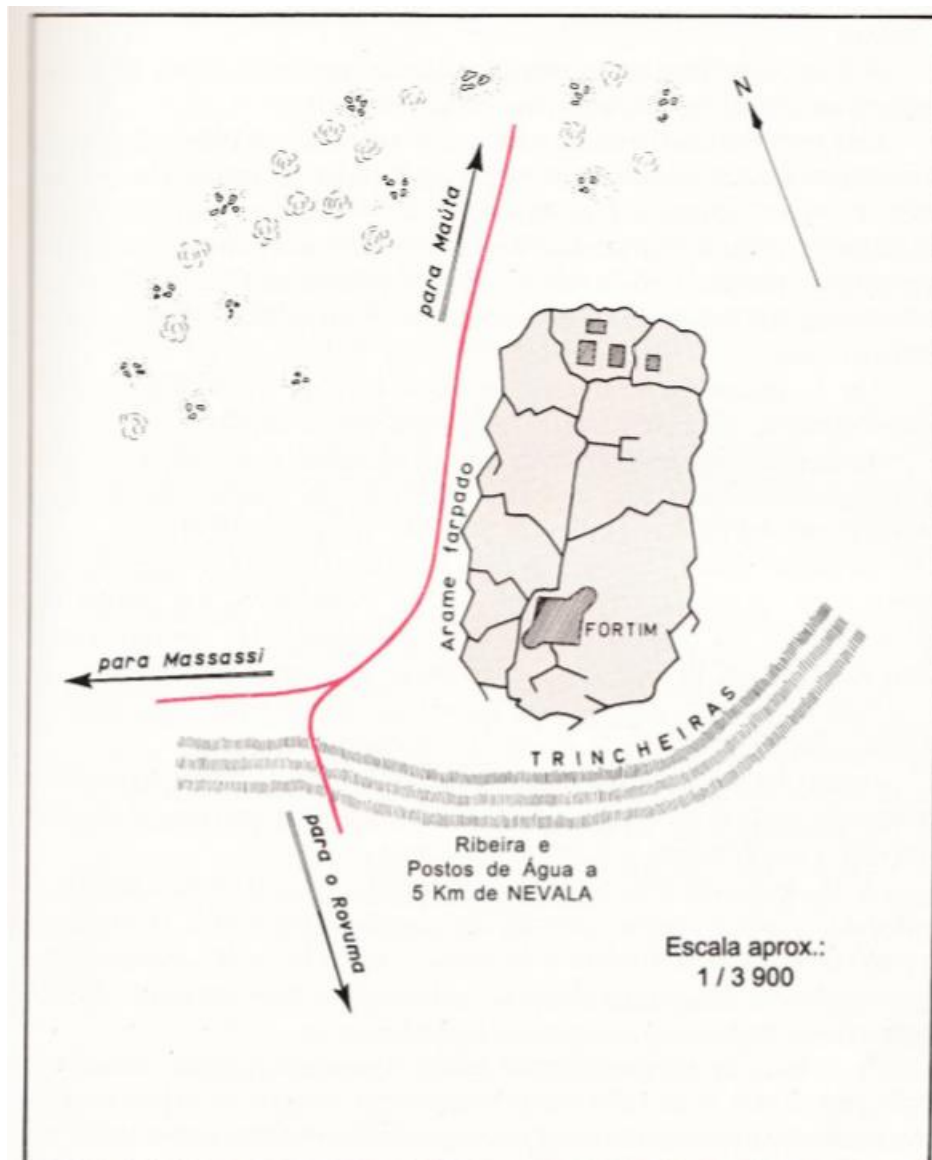 N
para Maúta
Arame farpado
FORTIM
para Massassi
TRINCHEIRAS
para o Rovuma
Ribeira e
Postos de Água a
5 Km de NEVALA
Escala aprox.:
1 / 3 900